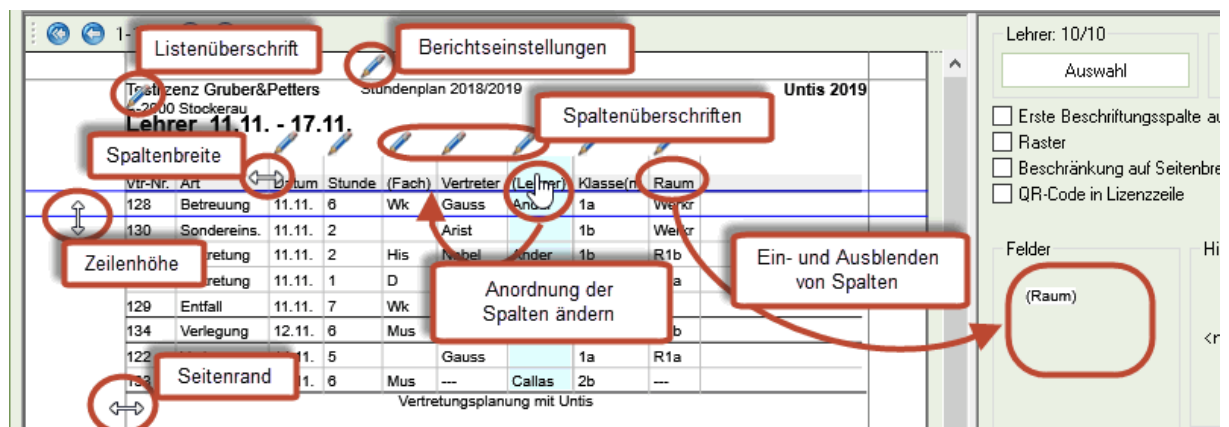 1-1
Listenüberschrift
Berichtseinstellungen
Testlizenz Gruber&Petters
Stundenplan 2018/2019
Untis 2019
A-2000 Stockerau
Lehrer 11.11. - 17.11.
Spaltenüberschriften
Spaltenbreite
Vtr-Nr. Art Datum Stunde (Fach) Vertreter (Lehrer) Klasse(n Raum
128 Betreuung 11.11. 6 Wk Gauss Ander 1a Werkr
130 Sondereins. 11.11. 2 Arist 1b Werkr
Zeilenhöhe
retung 11.11. 2 His Nobel Ander 1b R1b
retung 11.11. 1 D a
Anordnung der
Spalten ändern
129 Entfall 11.11. 7 Wk
134 Verlegung 12.11. 6 Mus b
122 11. 5 Gauss 1a R1a
Seitenrand
133 11. 6 Mus --- Callas 2b ---
Vertretungsplanung mit Untis
Ein- und Ausblenden
von Spalten
Lehrer: 10/10
Auswahl
Erste Beschriftungsspalte au
Raster
Beschränkung auf Seitenbre
QR-Code in Lizenzzeile
Felder
Hi
(Raum)
<r